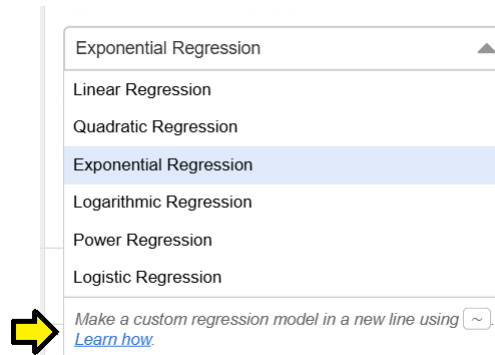 Exponential Regression
Linear Regression
Quadratic Regression
Exponential Regression
Logarithmic Regression
Power Regression
Logistic Regression
Make a custom regression model in a new line using ~.
Learn how.